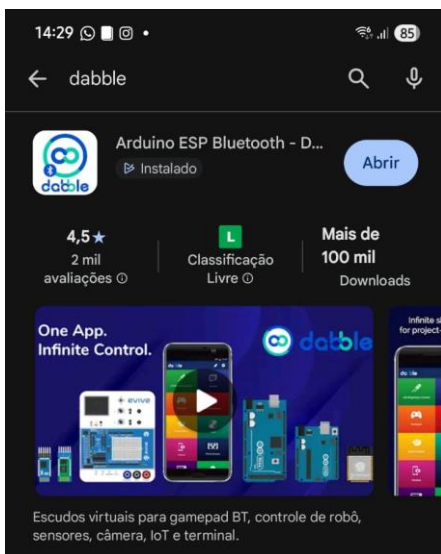 14:29
85
dabble
Arduino ESP Bluetooth - D...
dabble
Instalado
Abrir
4,5★
2 mil
avaliações
L
Classificação
Livre
Mais de
100 mil
Downloads
One App.
Infinite Control.
dabble
evive
Infinite s
for project-
Escudos virtuais para gamepad BT, controle de robô,
sensores, câmera, IoT e terminal.